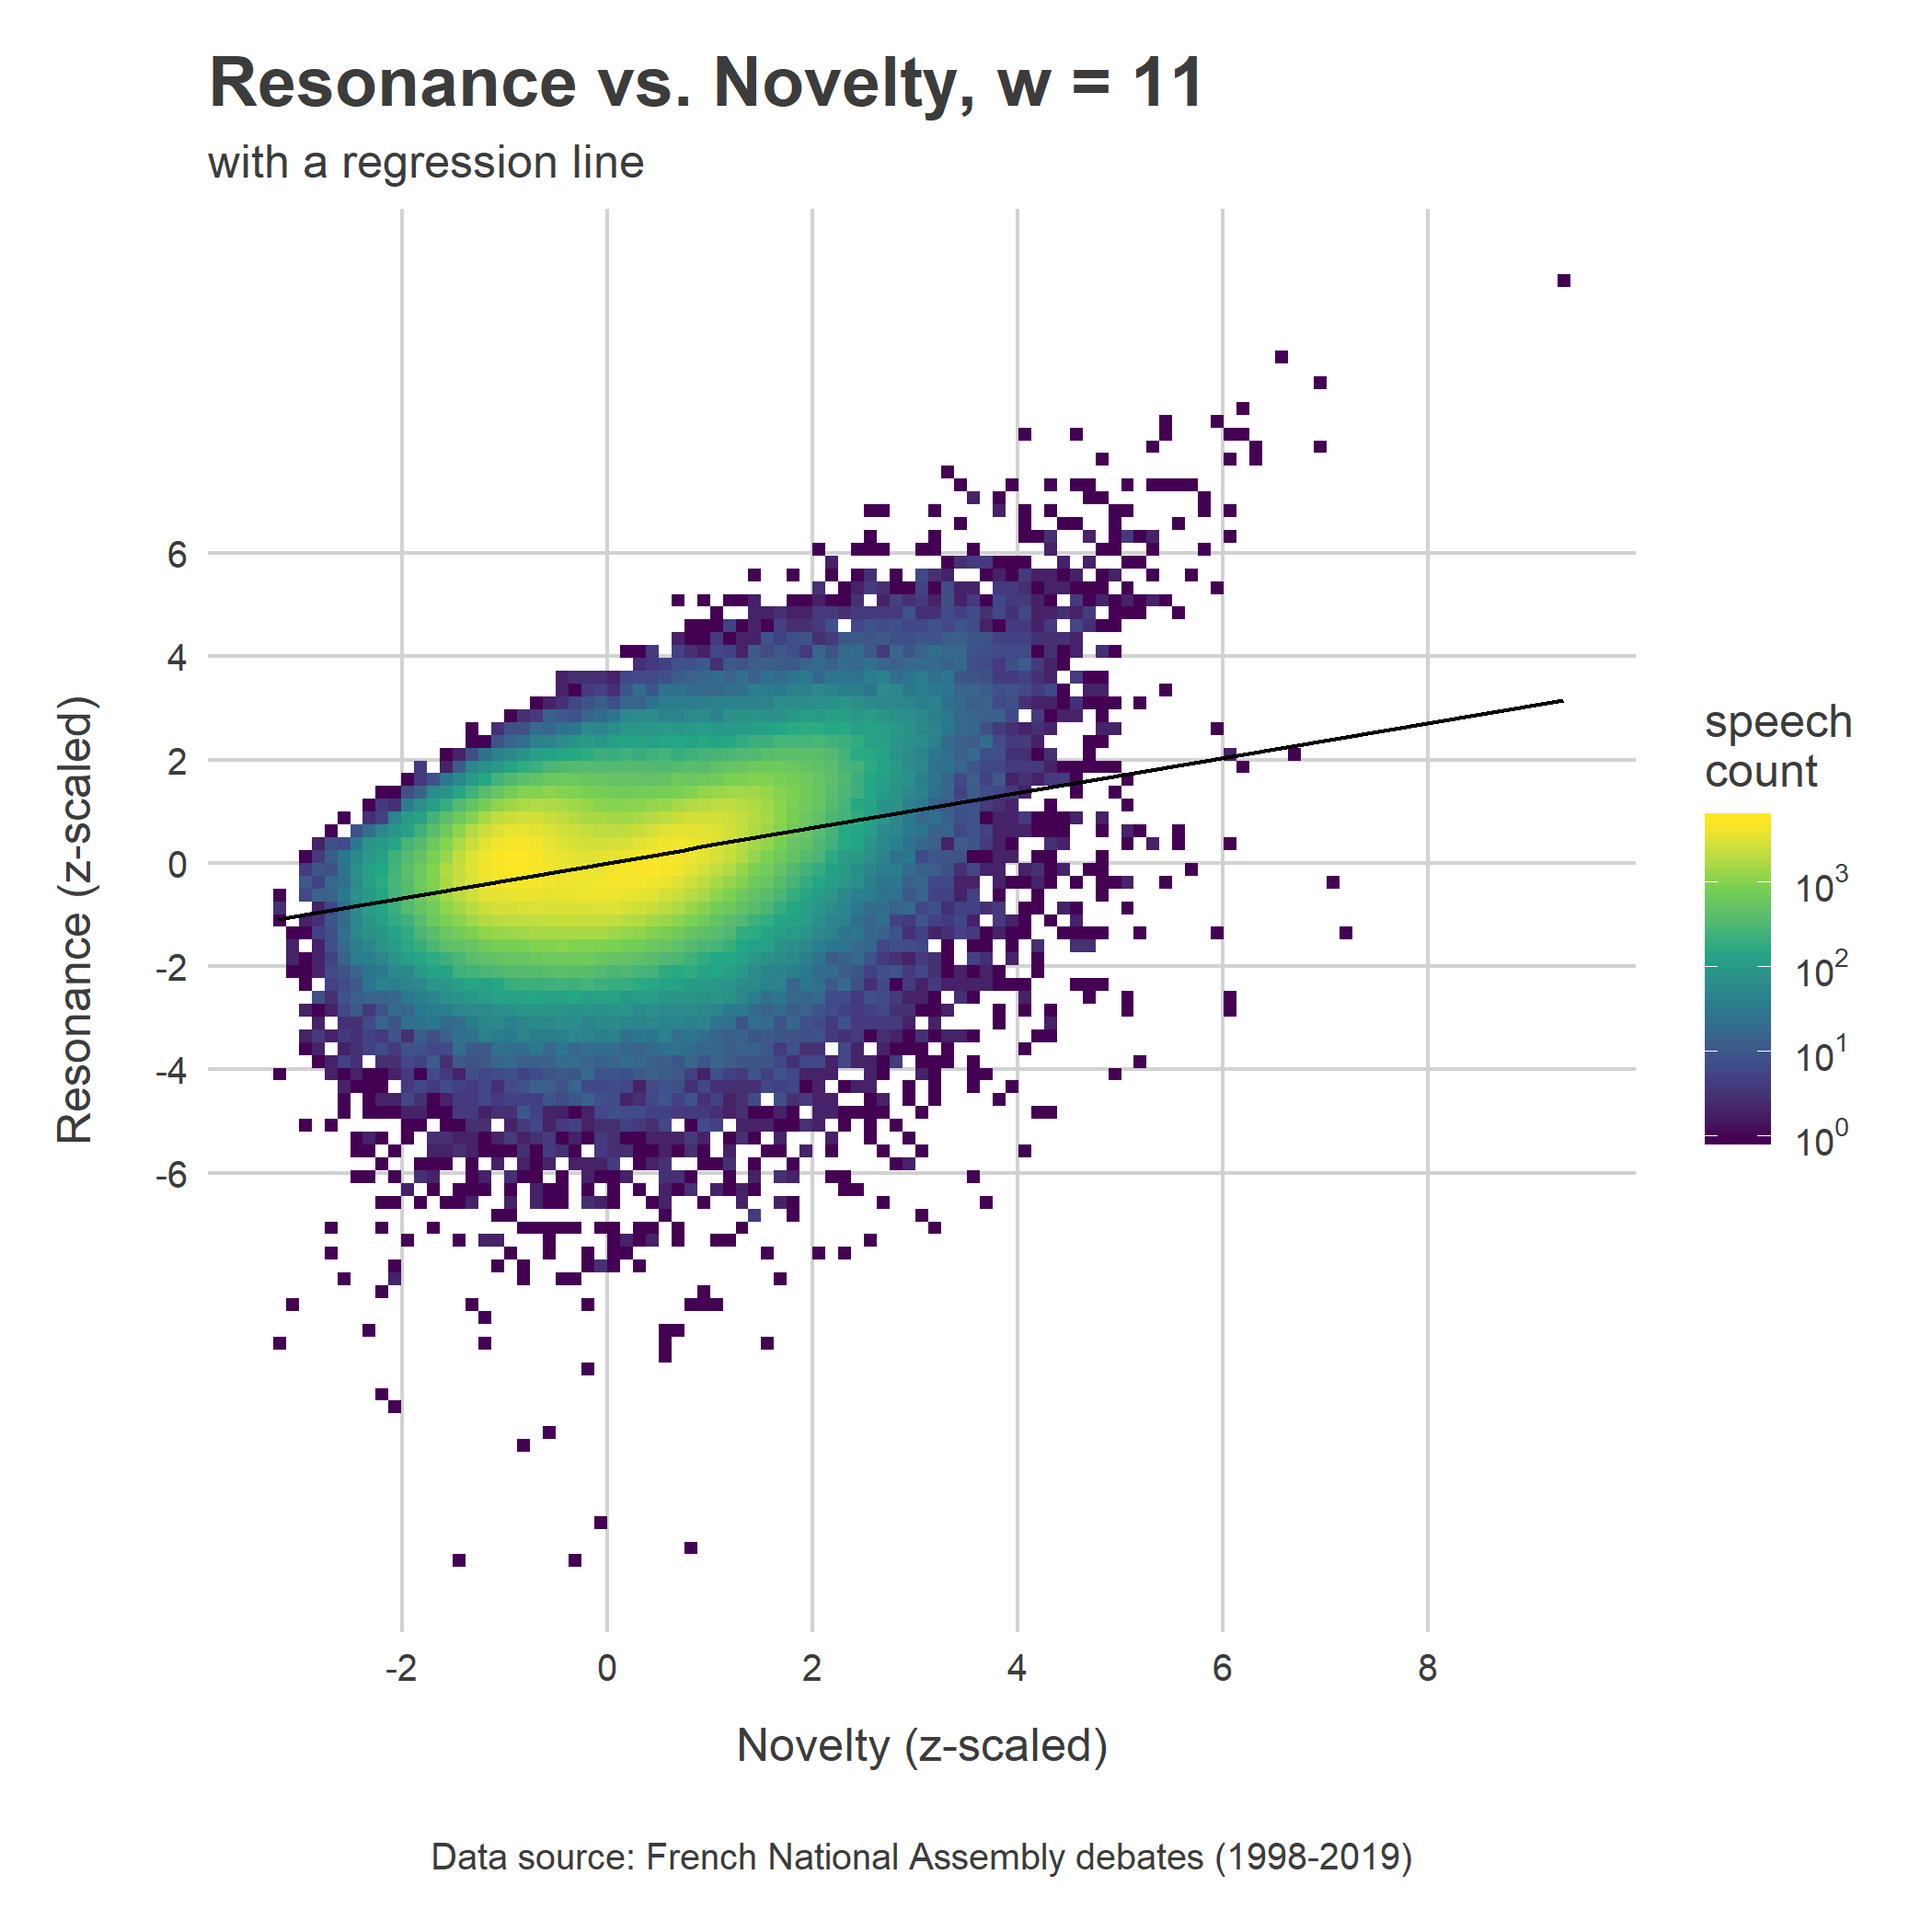 Resonance vs. Novelty, w = 11
with a regression line
Resonance (z-scaled)
6
4
2
0
-2
-4
-6
-2 0 2 4 6 8
Novelty (z-scaled)
speech
count
10³
10²
10¹
10⁰
Data source: French National Assembly debates (1998-2019)